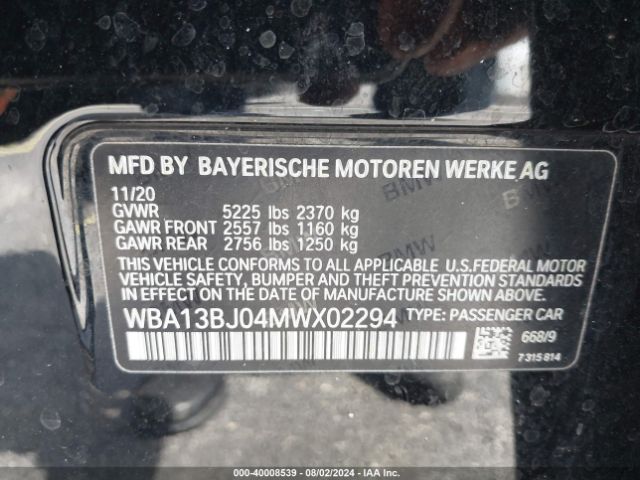 MFD BY BAYERISCHE MOTOREN WERKE AG
11/20
GVWR 5225 lbs 2370 kg
GAWR FRONT 2557 lbs 1160 kg
GAWR REAR 2756 lbs 1250 kg
THIS VEHICLE CONFORMS TO ALL APPLICABLE U.S.FEDERAL MOTOR
VEHICLE SAFETY, BUMPER AND THEFT PREVENTION STANDARDS
IN EFFECT ON THE DATE OF MANUFACTURE SHOWN ABOVE.
WBA13BJ04MWX02294 TYPE: PASSENGER CAR
668/9
7 315 814
000-40008539 - 08/02/2024 - IAA Inc.